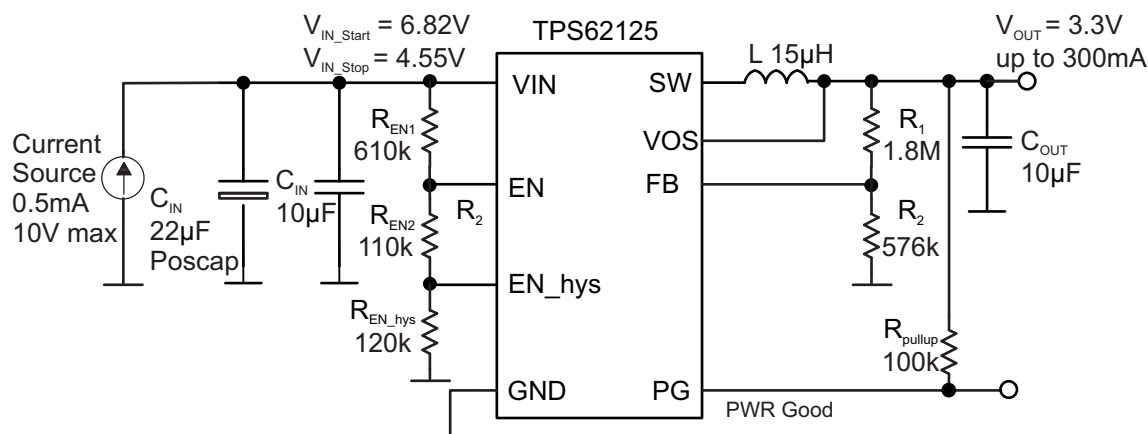 TPS62125
V_IN_Start = 6.82V
V_IN_Stop = 4.55V
V_OUT = 3.3V
up to 300mA
L 15µH
VIN
SW
R_EN1
610k
VOS
R_1
1.8M
C_OUT
10µF
Current
Source
0.5mA
10V max
C_IN
22µF
Poscap
C_IN
10µF
EN
FB
R_2
R_EN2
110k
R_2
576k
EN_hys
R_EN_hys
120k
R_pullup
100k
GND
PG
PWR Good